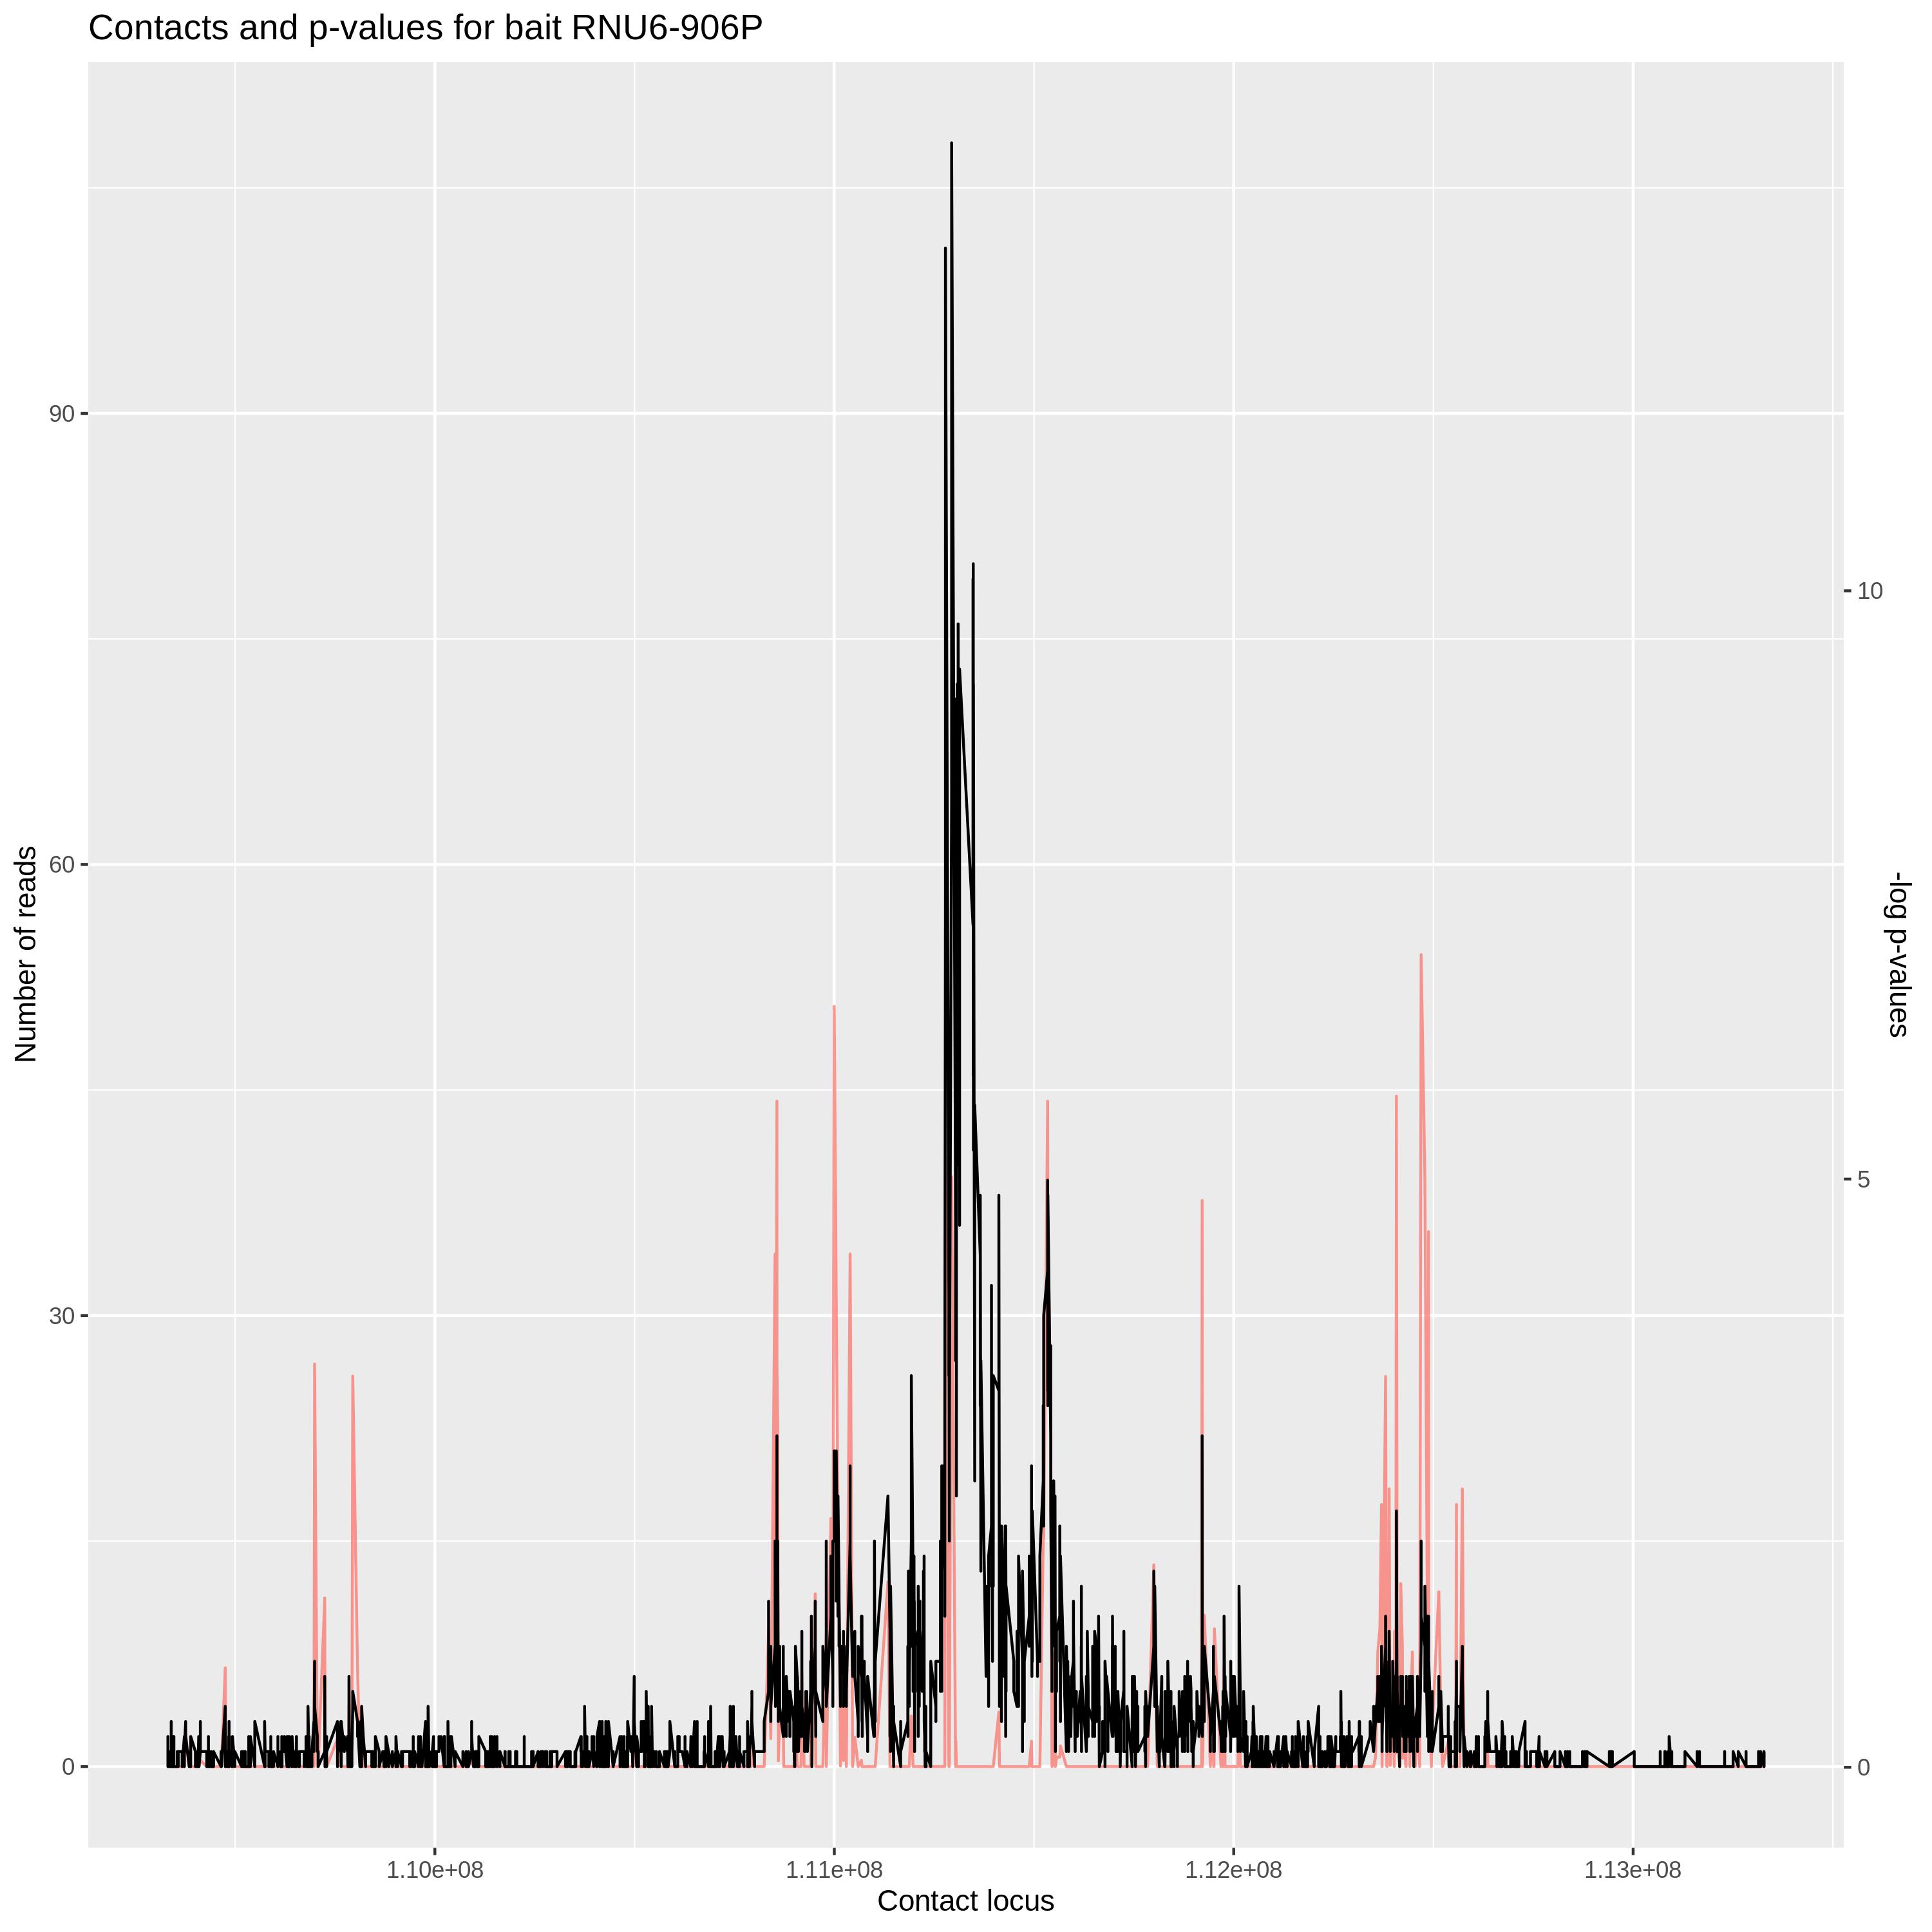 Contacts and p-values for bait RNU6-906P
Number of reads
90
60
30
0
10
5
0
-log p-values
1.10e+08
1.11e+08
1.12e+08
1.13e+08
Contact locus